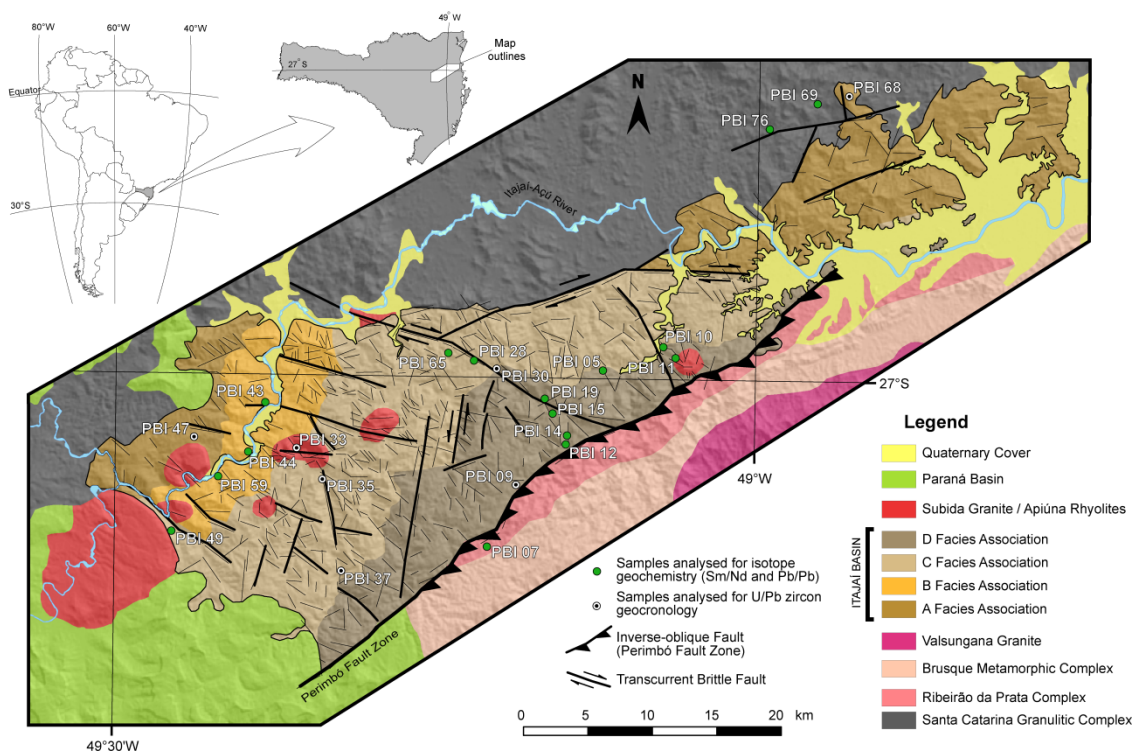 80°W
60°W
40°W
Equator
30°S
49° W
27° S
Map
outlines
N
PBI 69
PBI 68
PBI 76
Itajaí-Açú River
PBI 65
PBI 28
PBI 30
PBI 05
PBI 10
PBI 11
PBI 19
PBI 15
PBI 14
PBI 12
PBI 43
PBI 47
PBI 33
PBI 44
PBI 35
PBI 59
PBI 09
PBI 49
PBI 07
PBI 37
27°S
49°W
49°30'W
Perimbó Fault Zone
Samples analysed for isotope
geochemistry (Sm/Nd and Pb/Pb)
Samples analysed for U/Pb zircon
geocronology
Inverse-oblique Fault
(Perimbó Fault Zone)
Transcurrent Brittle Fault
0 5 10 15 20 km
Legend
Quaternary Cover
Paraná Basin
Subida Granite / Apiúna Rhyolites
ITAJAÍ BASIN
D Facies Association
C Facies Association
B Facies Association
A Facies Association
Valsungana Granite
Brusque Metamorphic Complex
Ribeirão da Prata Complex
Santa Catarina Granulitic Complex